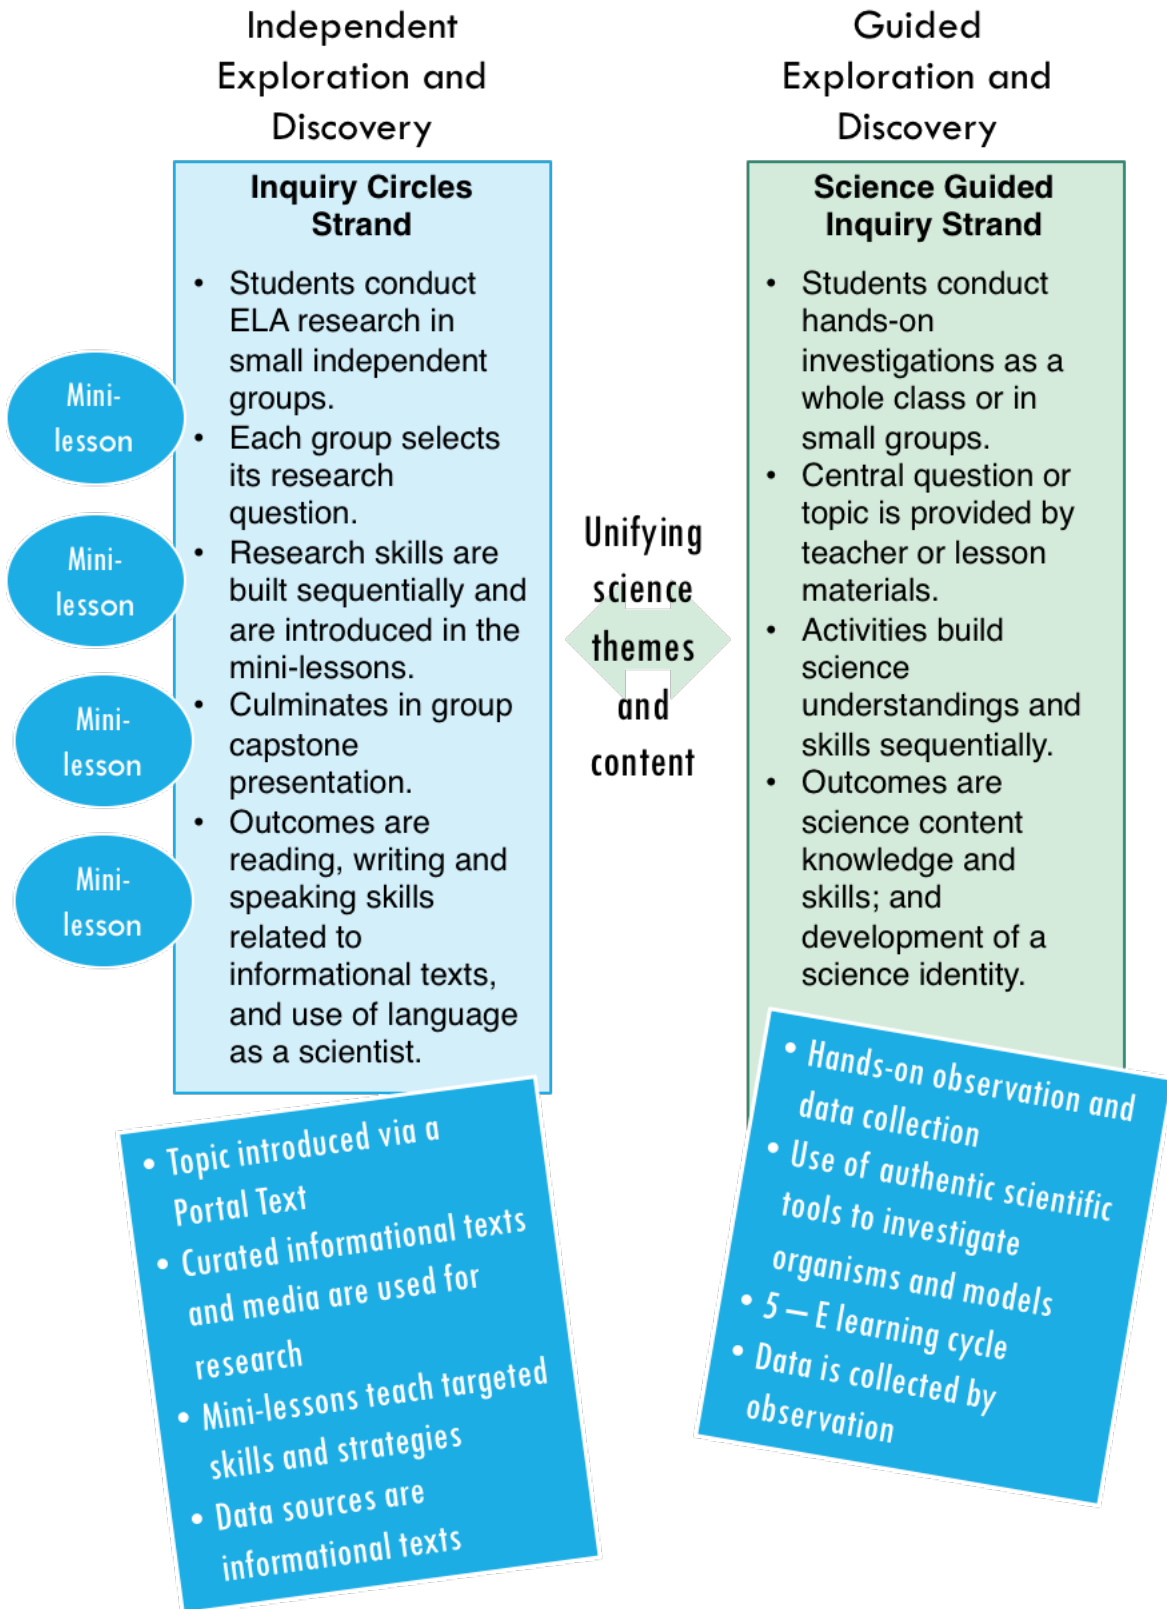 Independent
Exploration and
Discovery
Inquiry Circles
Strand
• Students conduct
ELA research in
small independent
groups.
• Each group selects
its research
question.
• Research skills are
built sequentially and
are introduced in the
mini-lessons.
• Culminates in group
capstone
presentation.
• Outcomes are
reading, writing and
speaking skills
related to
informational texts,
and use of language
as a scientist.
Mini-
lesson
Mini-
lesson
Mini-
lesson
Mini-
lesson
• Topic introduced via a
Portal Text
• Curated informational texts
and media are used for
research
• Mini-lessons teach targeted
skills and strategies
• Data sources are
informational texts
Unifying
science
themes
and
content
Guided
Exploration and
Discovery
Science Guided
Inquiry Strand
• Students conduct
hands-on
investigations as a
whole class or in
small groups.
• Central question or
topic is provided by
teacher or lesson
materials.
• Activities build
science
understandings and
skills sequentially.
• Outcomes are
science content
knowledge and
skills; and
development of a
science identity.
• Hands-on observation and
data collection
• Use of authentic scientific
tools to investigate
organisms and models
• 5 – E learning cycle
• Data is collected by
observation